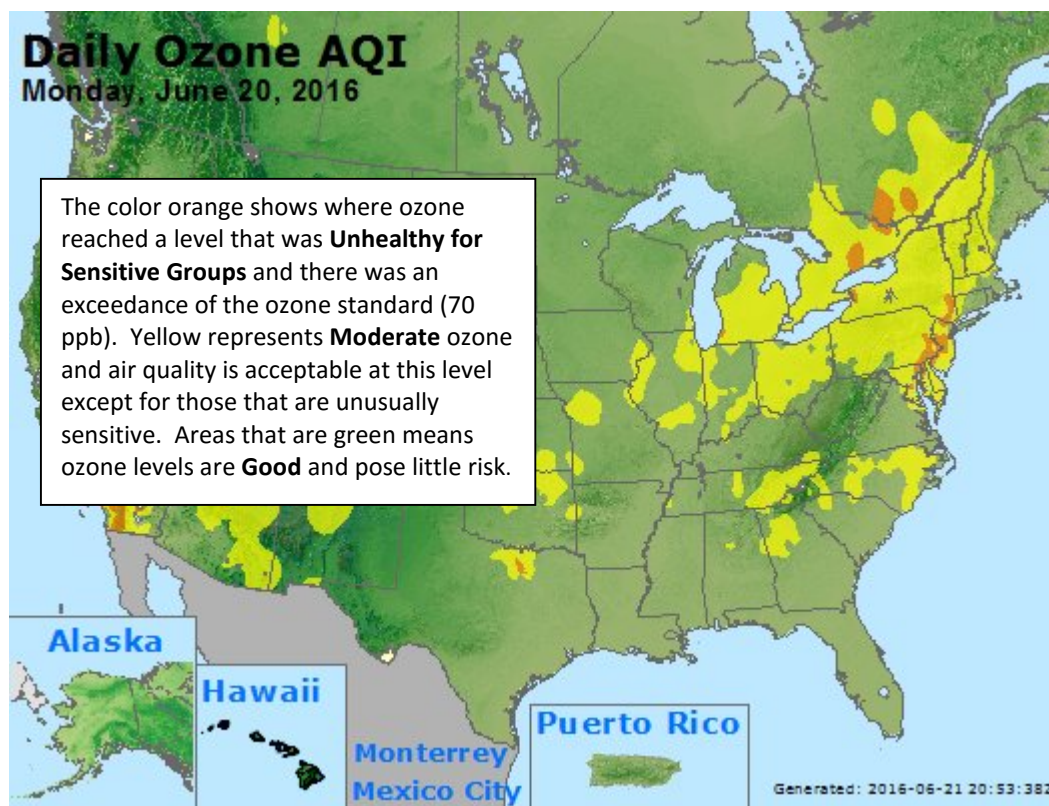 Daily Ozone AQI
Monday, June 20, 2016
The color orange shows where ozone
reached a level that was Unhealthy for
Sensitive Groups and there was an
exceedance of the ozone standard (70
ppb). Yellow represents Moderate ozone
and air quality is acceptable at this level
except for those that are unusually
sensitive. Areas that are green means
ozone levels are Good and pose little risk.
Alaska
Hawaii
Monterrey
Mexico City
Puerto Rico
Generated: 2016-06-21 20:53:38Z